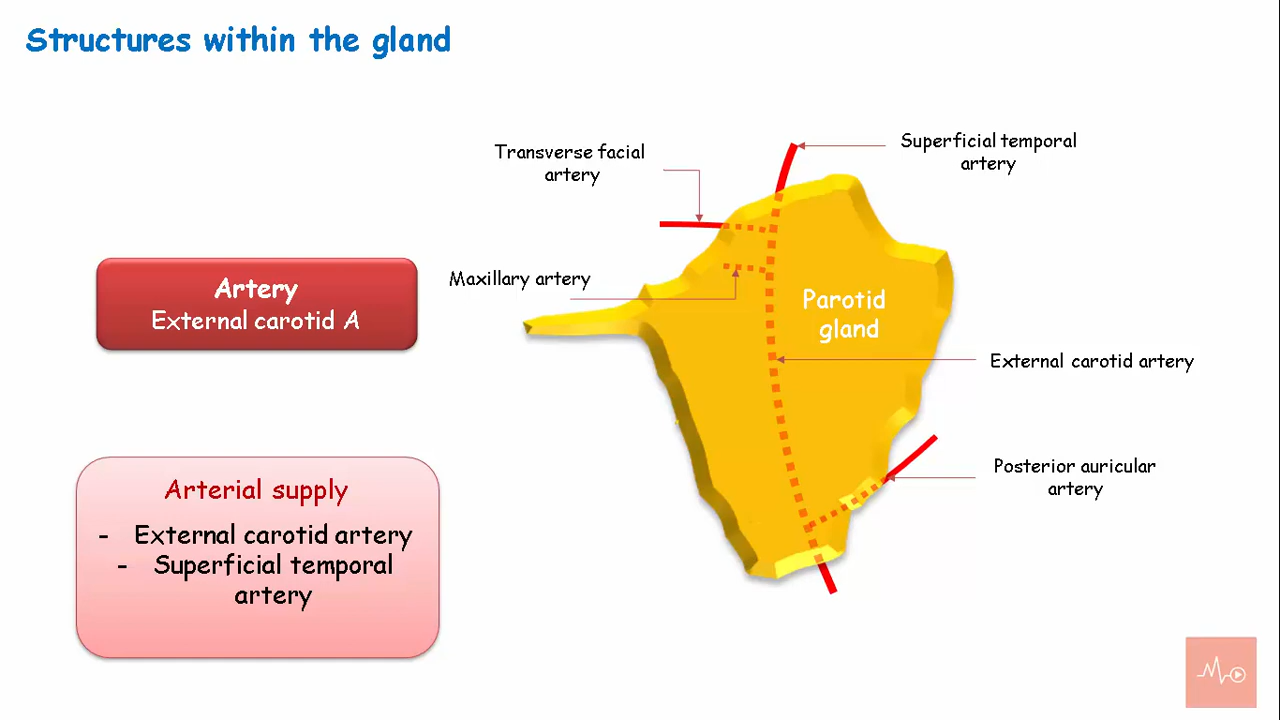 Structures within the gland
Transverse facial
artery
Superficial temporal
artery
Maxillary artery
Artery
External carotid A
Parotid
gland
External carotid artery
Posterior auricular
artery
Arterial supply
- External carotid artery
- Superficial temporal
artery